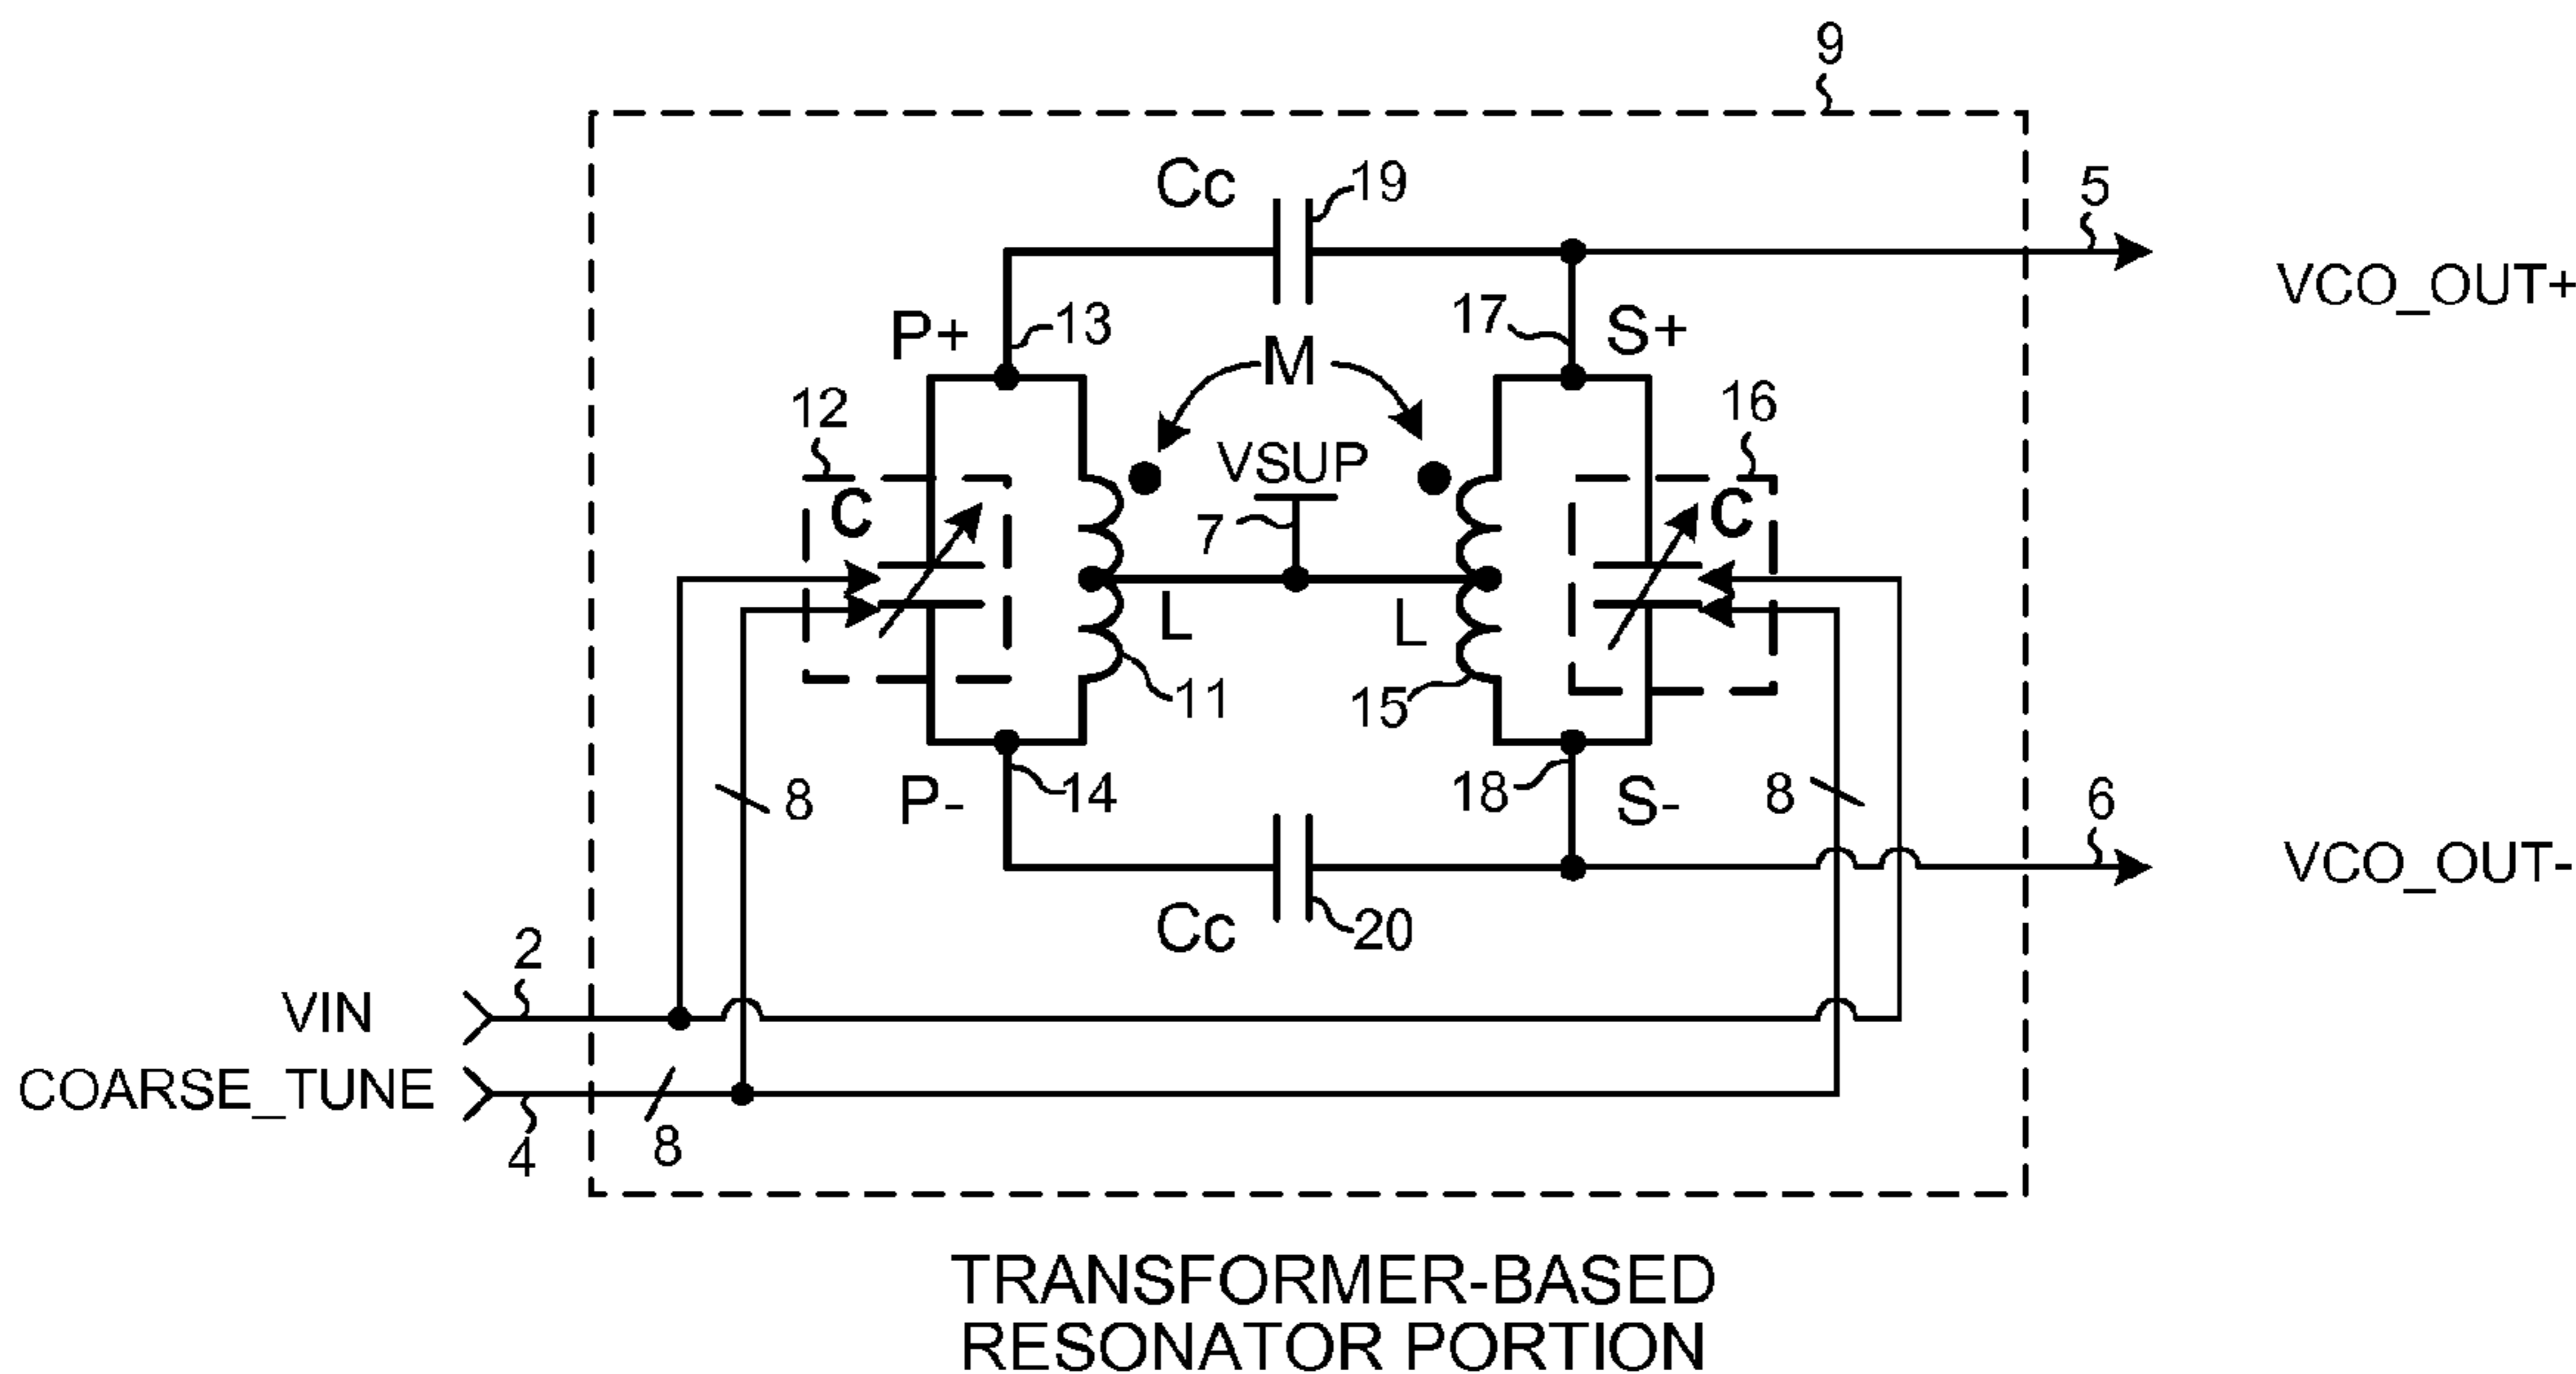 9
Cc
19
5
VCO_OUT+
P+
13
M
17
S+
12
16
C
VSUP
C
7
L
L
11
15
8
P-
14
18
S-
8
6
VCO_OUT-
Cc
20
2
VIN
COARSE_TUNE
4
8
TRANSFORMER-BASED
RESONATOR PORTION